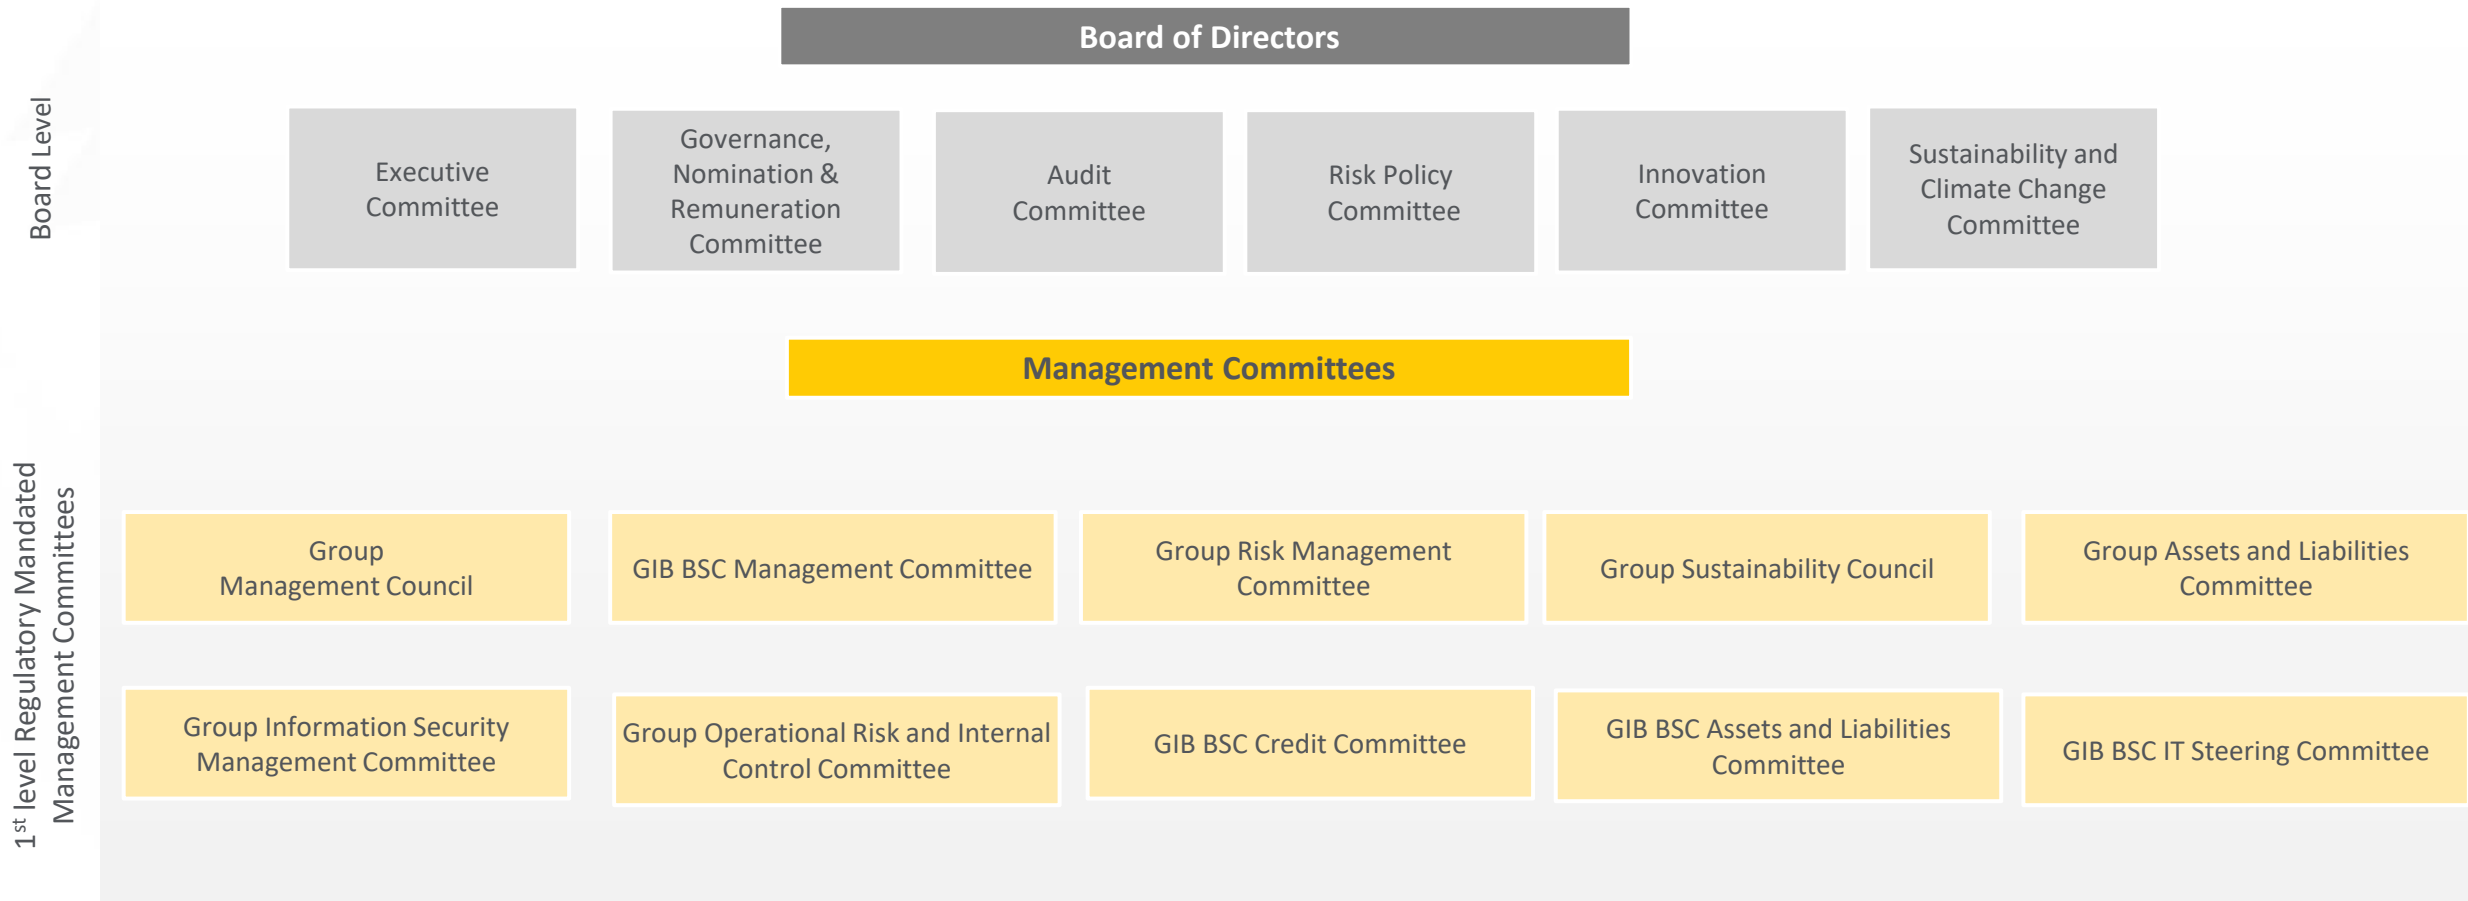 Board of Directors
Board Level
Executive
Committee
Governance,
Nomination &
Remuneration
Committee
Audit
Committee
Risk Policy
Committee
Innovation
Committee
Sustainability and
Climate Change
Committee
Management Committees
1st level Regulatory Mandated
Management Committees
Group
Management Council
GIB BSC Management Committee
Group Risk Management
Committee
Group Sustainability Council
Group Assets and Liabilities
Committee
Group Information Security
Management Committee
Group Operational Risk and Internal
Control Committee
GIB BSC Credit Committee
GIB BSC Assets and Liabilities
Committee
GIB BSC IT Steering Committee